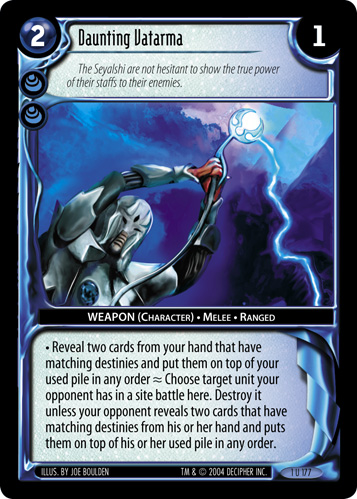 2 Daunting Vatarma 1
The Seyalshi are not hesitant to show the true power
of their staffs to their enemies.
WEAPON (CHARACTER) • MELEE • RANGED
• Reveal two cards from your hand that have
matching destinies and put them on top of your
used pile in any order ≈ Choose target unit your
opponent has in a site battle here. Destroy it
unless your opponent reveals two cards that have
matching destinies from his or her hand and puts
them on top of his or her used pile in any order.
ILLUS. BY JOE BOULDEN TM & © 2004 DECIPHER INC. 1 U 177